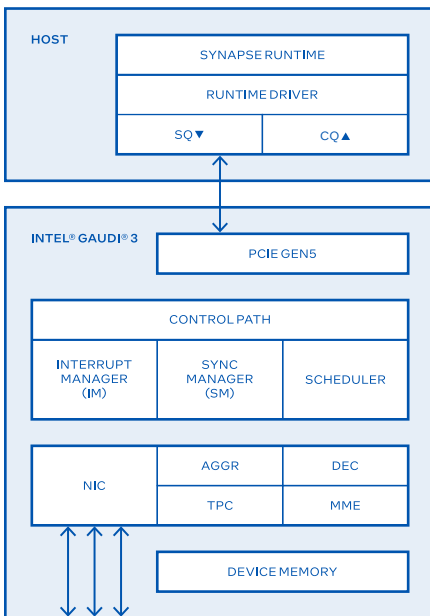 HOST
SYNAPSE RUNTIME
RUNTIME DRIVER
SQ▼
CQ▲
INTEL® GAUDI® 3
PCIE GEN5
CONTROL PATH
INTERRUPT
MANAGER
(IM)
SYNC
MANAGER
(SM)
SCHEDULER
NIC
AGGR
DEC
TPC
MME
DEVICE MEMORY